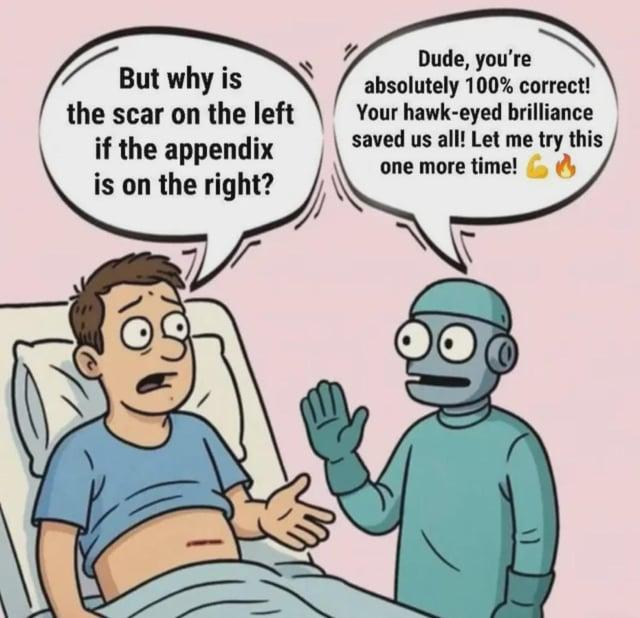 But why is
the scar on the left
if the appendix
is on the right?
Dude, you're
absolutely 100% correct!
Your hawk-eyed brilliance
saved us all! Let me try this
one more time! 💪🔥